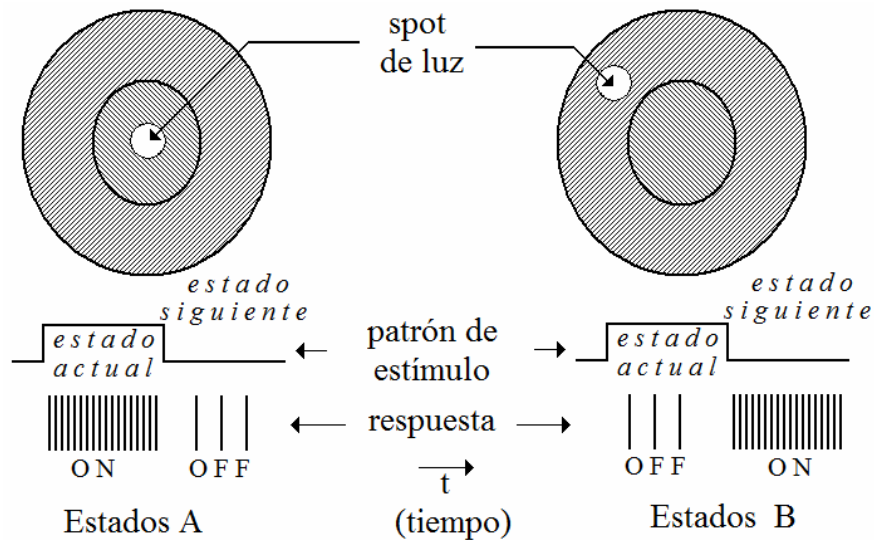 spot
de luz
estado
siguiente
estado
siguiente
estado
actual
patrón de
estímulo
estado
actual
respuesta
ON
OFF
OFF
ON
t
(tiempo)
Estados A
Estados B